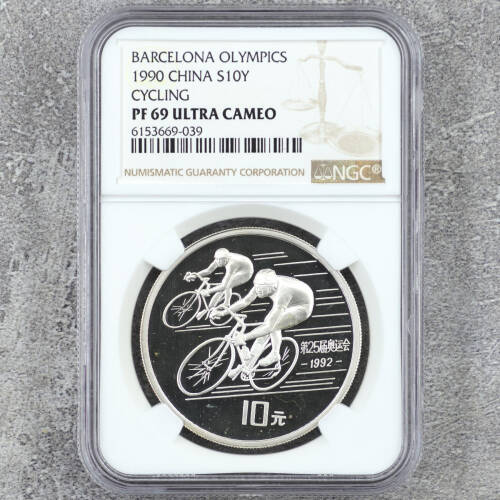 BARCELONA OLYMPICS
1990 CHINA S10Y
CYCLING
PF 69 ULTRA CAMEO
6153669-039
NUMISMATIC GUARANTY CORPORATION
NGC
第25届奥运会
-1992-
10元